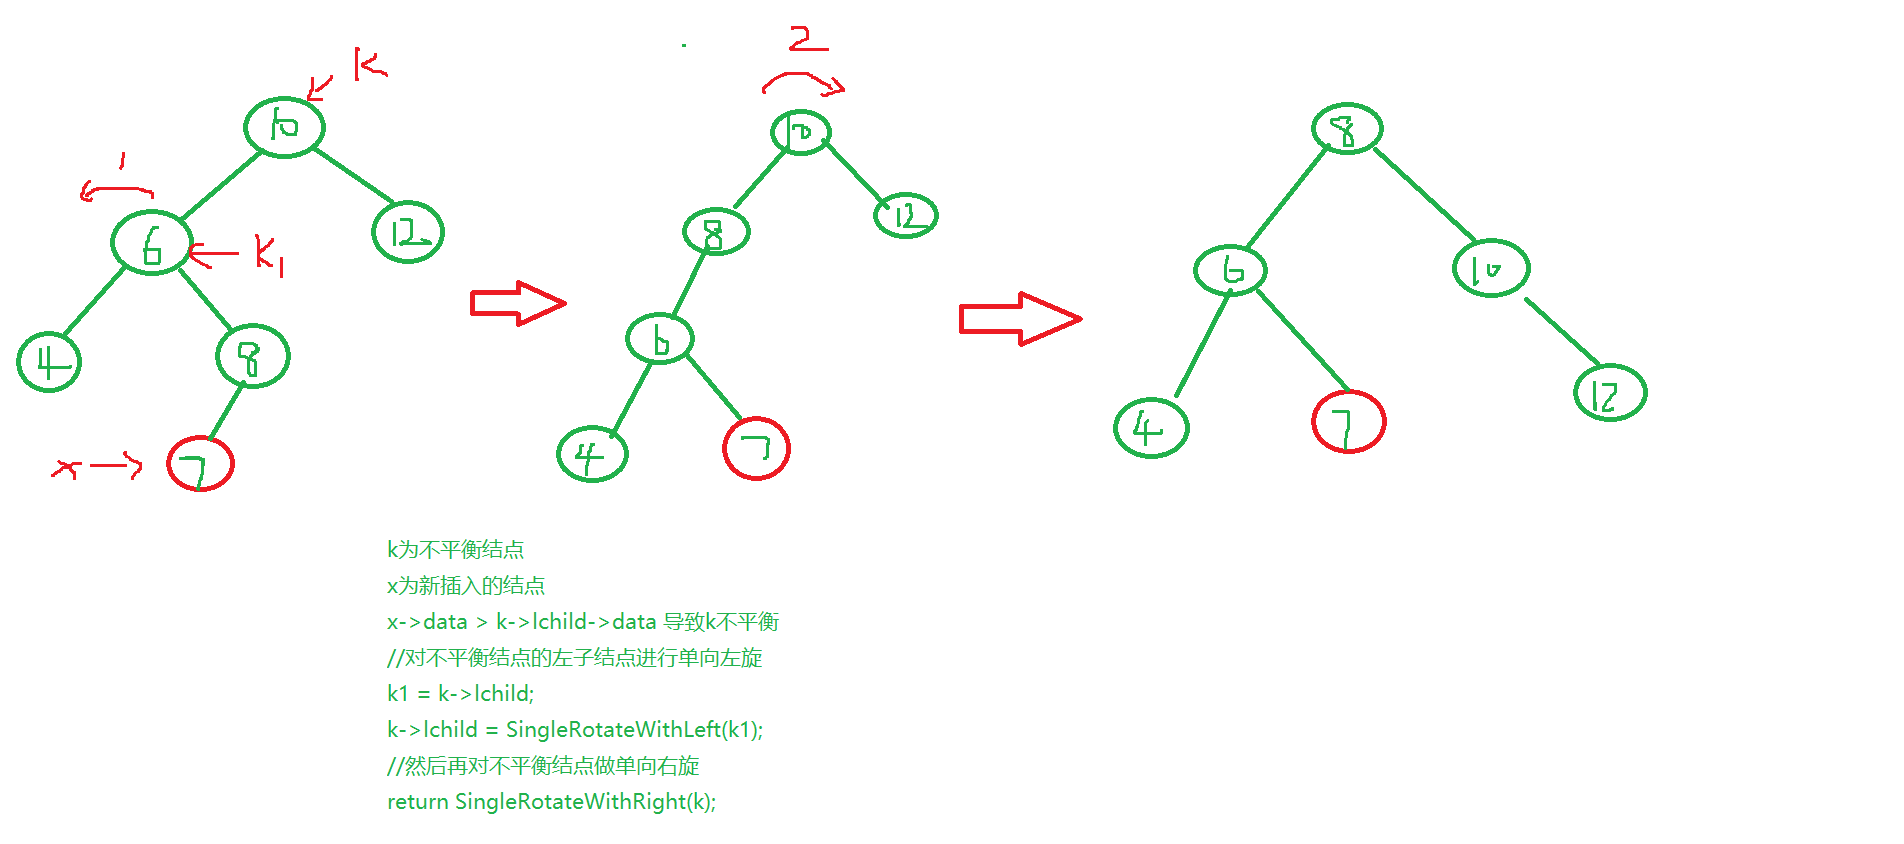 k
2
10
10
8
1
8
12
12
6
k1
6
10
8
6
4
12
4
7
4
7
x
7
k为不平衡结点
x为新插入的结点
x->data > k->lchild->data 导致k不平衡
//对不平衡结点的左子结点进行单向左旋
k1 = k->lchild;
k->lchild = SingleRotateWithLeft(k1);
//然后再对不平衡结点做单向右旋
return SingleRotateWithRight(k);